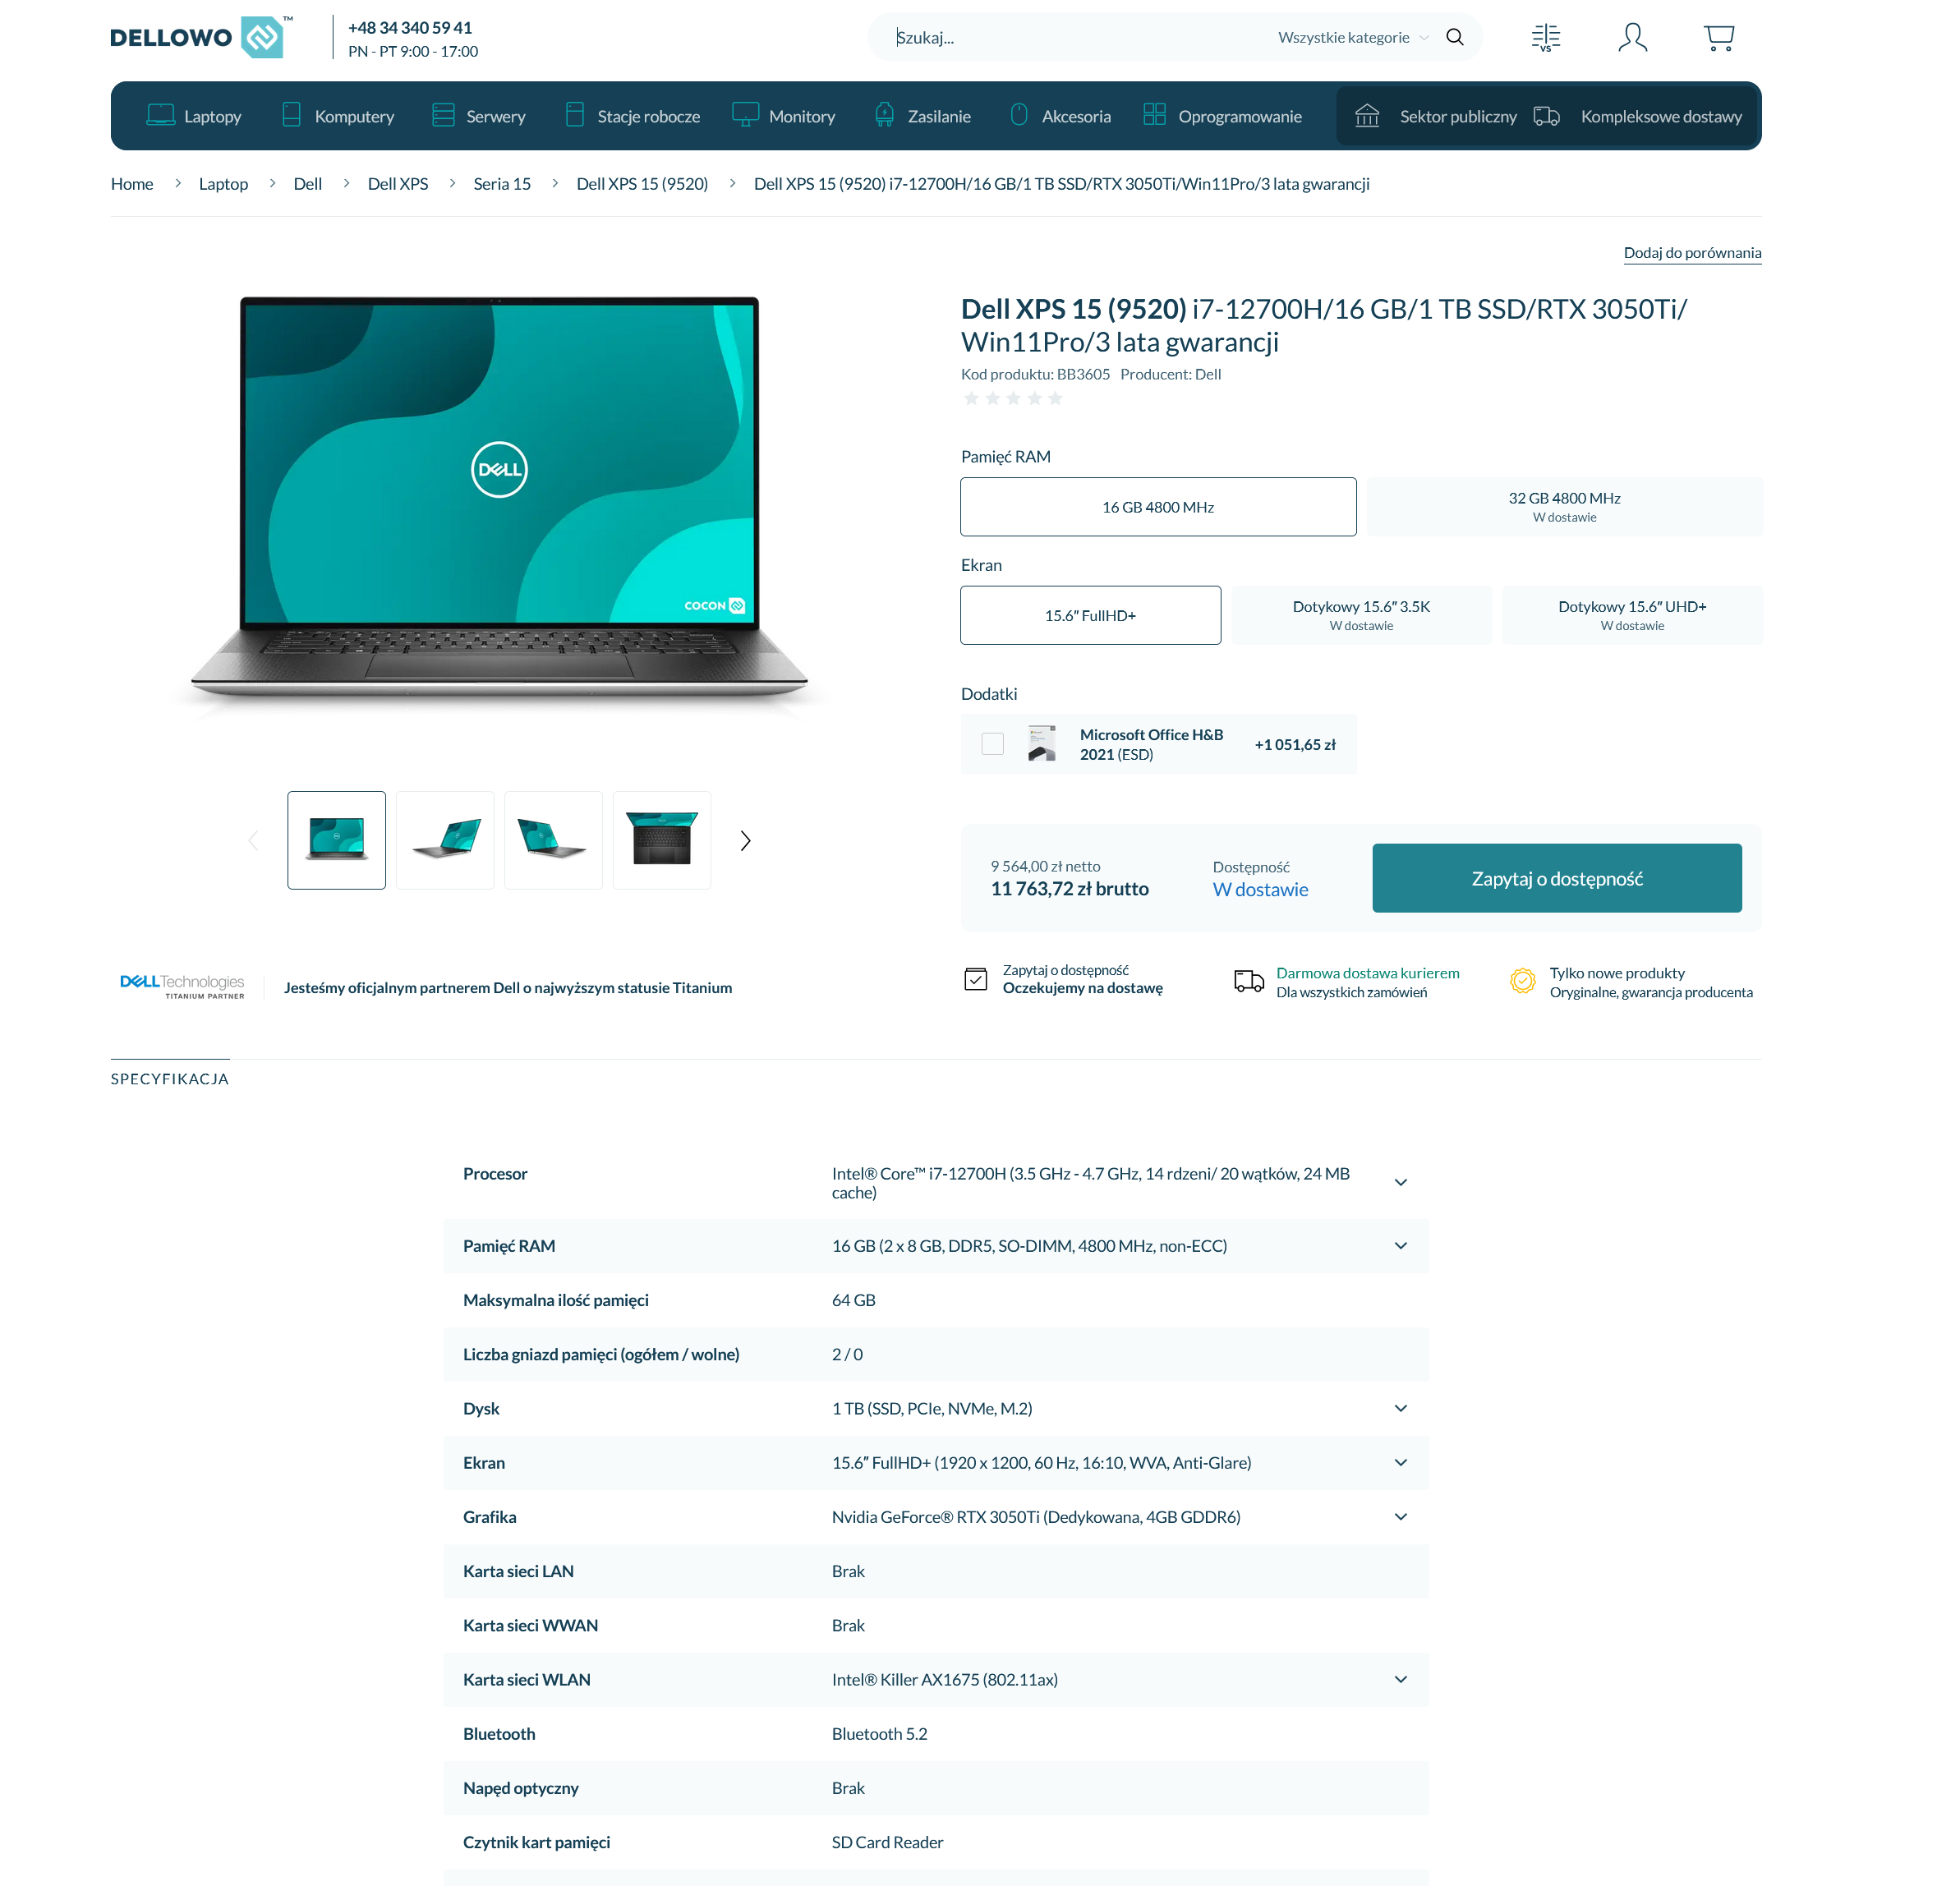 DELLOWO ™
+48 34 340 59 41
PN - PT 9:00 - 17:00
Szukaj...
Wszystkie kategorie
VS
Laptopy
Komputery
Serwery
Stacje robocze
Monitory
Zasilanie
Akcesoria
Oprogramowanie
Sektor publiczny
Kompleksowe dostawy
Home > Laptop > Dell > Dell XPS > Seria 15 > Dell XPS 15 (9520) > Dell XPS 15 (9520) i7-12700H/16 GB/1 TB SSD/RTX 3050Ti/Win11Pro/3 lata gwarancji
Dodaj do porównania
DELL
COCON
Dell XPS 15 (9520) i7-12700H/16 GB/1 TB SSD/RTX 3050Ti/
Win11Pro/3 lata gwarancji
Kod produktu: BB3605 Producent: Dell
Pamięć RAM
16 GB 4800 MHz
32 GB 4800 MHz
W dostawie
Ekran
15.6″ FullHD+
Dotykowy 15.6″ 3.5K
W dostawie
Dotykowy 15.6″ UHD+
W dostawie
Dodatki
Microsoft Office H&B
2021 (ESD)
+1 051,65 zł
9 564,00 zł netto
11 763,72 zł brutto
Dostępność
W dostawie
Zapytaj o dostępność
DELLTechnologies
TITANIUM PARTNER
Jesteśmy oficjalnym partnerem Dell o najwyższym statusie Titanium
Zapytaj o dostępność
Oczekujemy na dostawę
Darmowa dostawa kurierem
Dla wszystkich zamówień
Tylko nowe produkty
Oryginalne, gwarancja producenta
SPECYFIKACJA
Procesor
Intel® Core™ i7-12700H (3.5 GHz - 4.7 GHz, 14 rdzeni/ 20 wątków, 24 MB
cache)
Pamięć RAM
16 GB (2 x 8 GB, DDR5, SO-DIMM, 4800 MHz, non-ECC)
Maksymalna ilość pamięci
64 GB
Liczba gniazd pamięci (ogółem / wolne)
2 / 0
Dysk
1 TB (SSD, PCIe, NVMe, M.2)
Ekran
15.6″ FullHD+ (1920 x 1200, 60 Hz, 16:10, WVA, Anti-Glare)
Grafika
Nvidia GeForce® RTX 3050Ti (Dedykowana, 4GB GDDR6)
Karta sieci LAN
Brak
Karta sieci WWAN
Brak
Karta sieci WLAN
Intel® Killer AX1675 (802.11ax)
Bluetooth
Bluetooth 5.2
Napęd optyczny
Brak
Czytnik kart pamięci
SD Card Reader